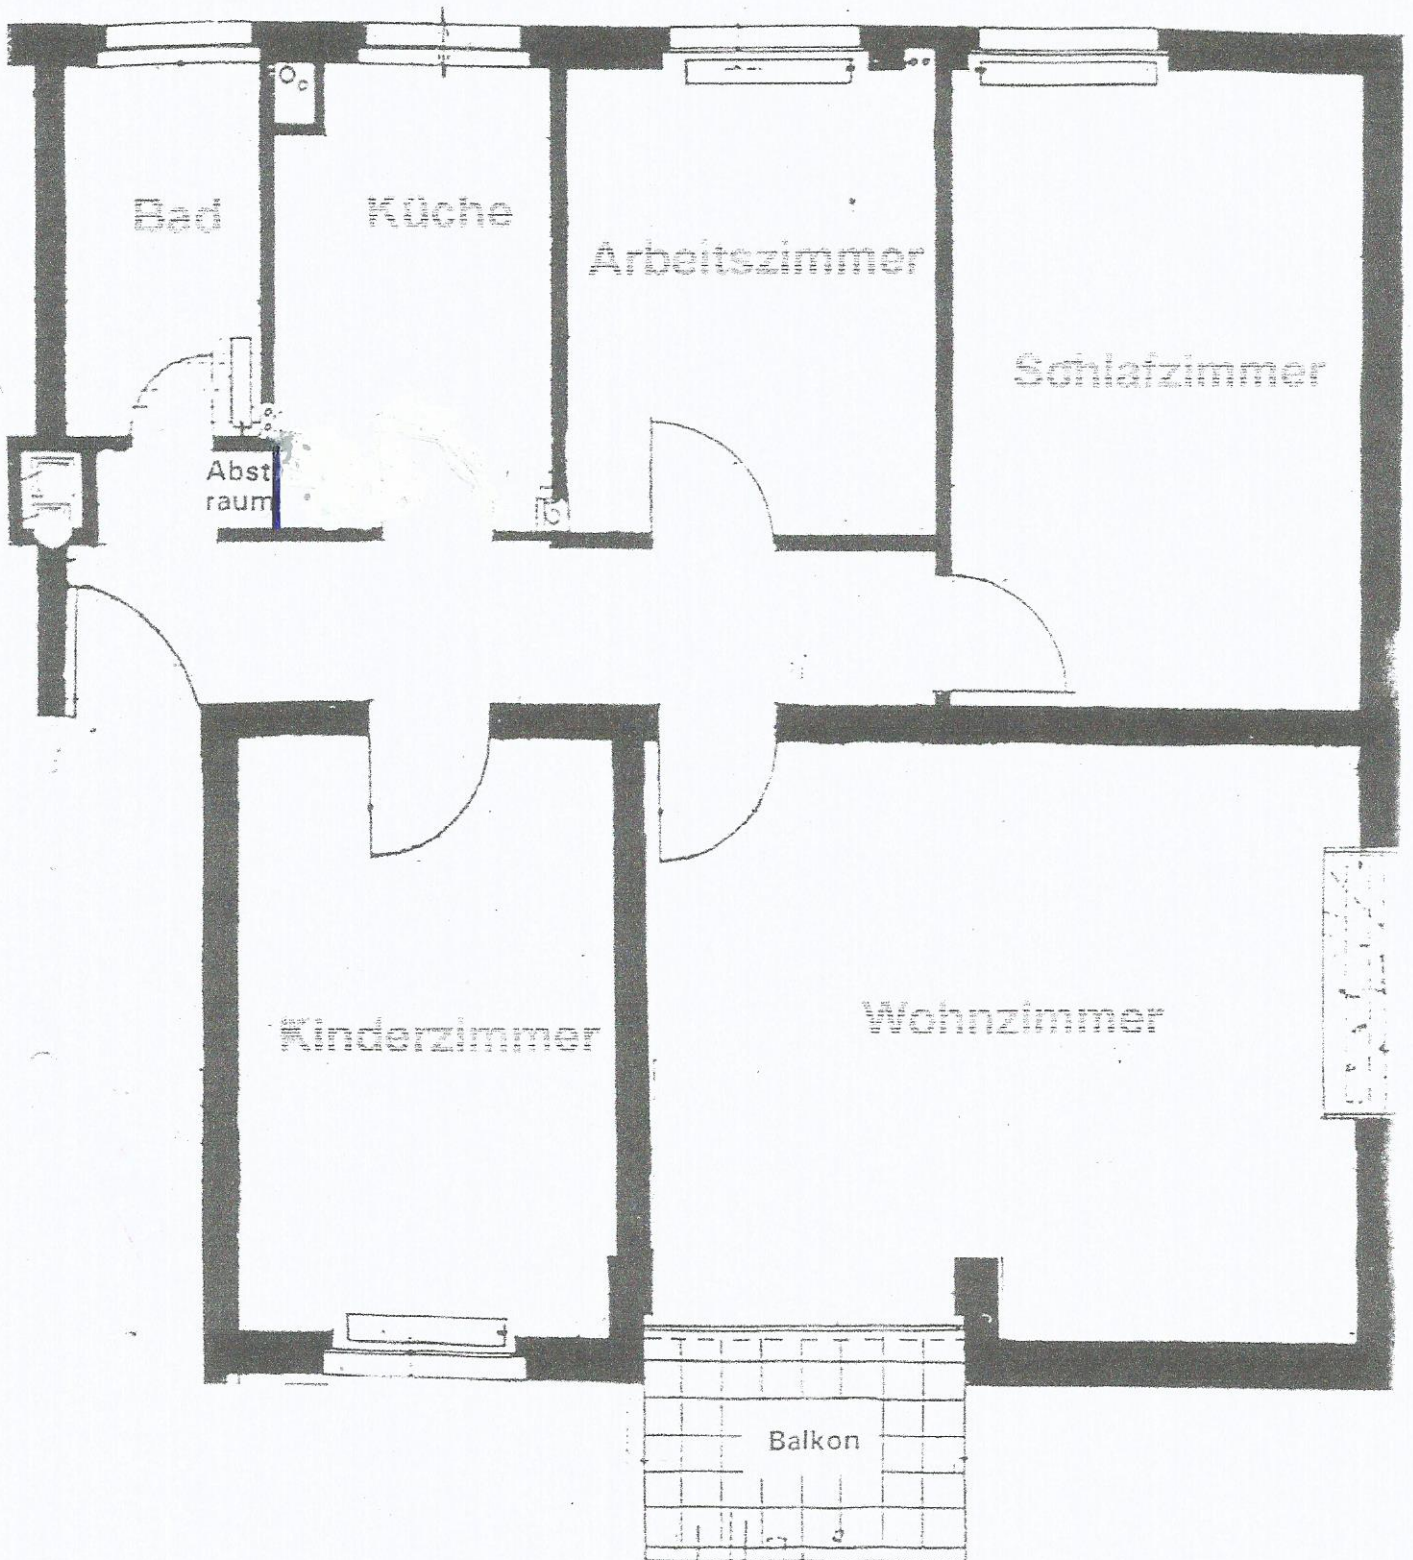 Bad
Küche
Arbeitszimmer
Schlafzimmer
Abst
raum
Kinderzimmer
Wohnzimmer
Balkon